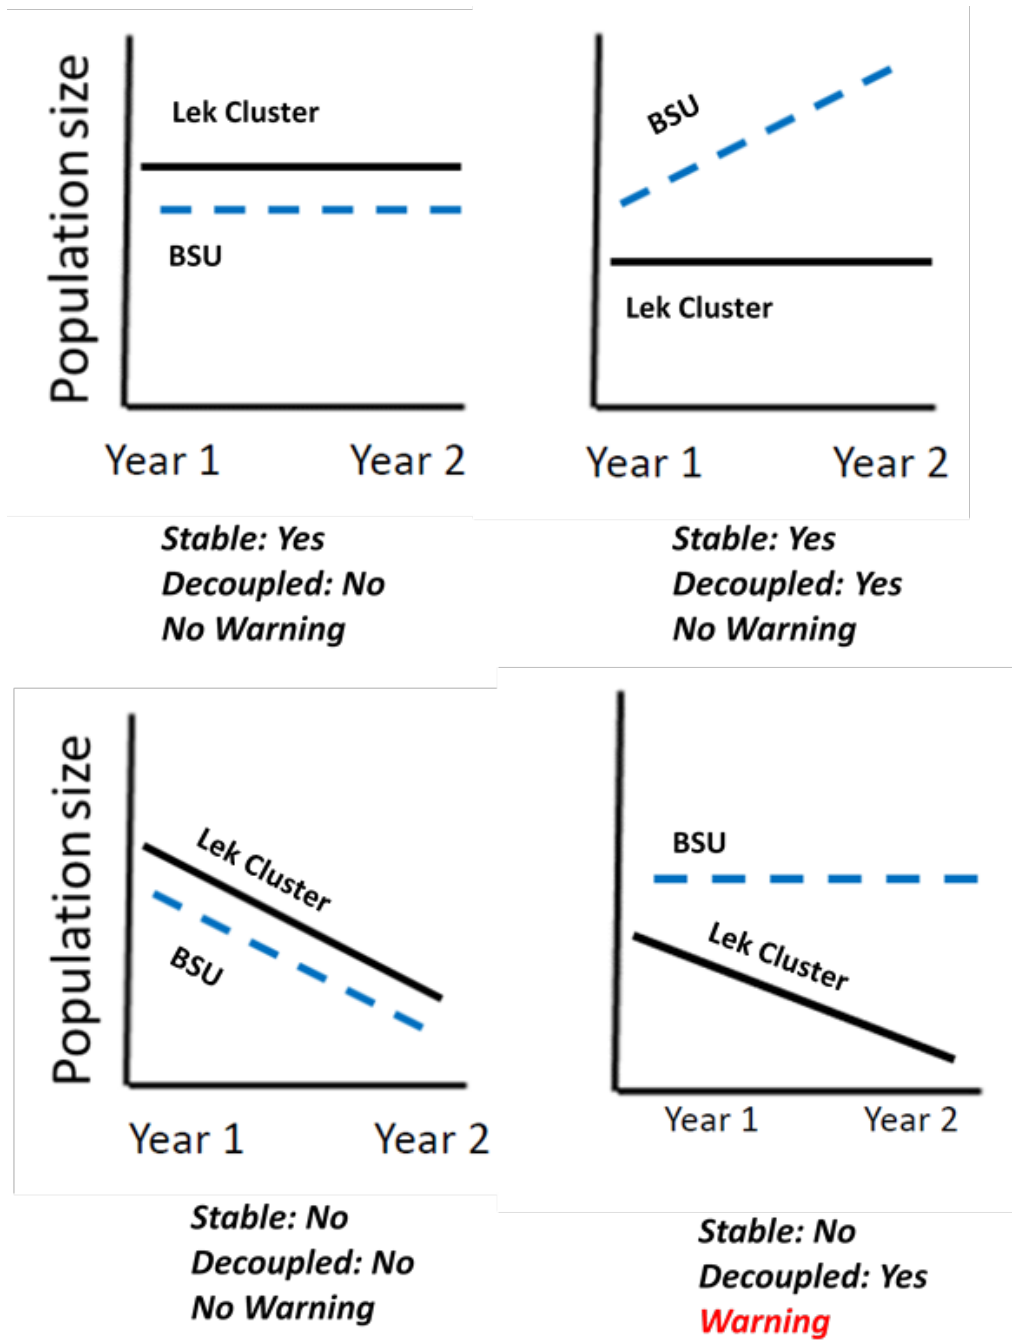 Population size
Lek Cluster
BSU
Year 1
Year 2
Stable: Yes
Decoupled: No
No Warning
BSU
Lek Cluster
Year 1
Year 2
Stable: Yes
Decoupled: Yes
No Warning
Population size
Lek Cluster
BSU
Year 1
Year 2
Stable: No
Decoupled: No
No Warning
BSU
Lek Cluster
Year 1
Year 2
Stable: No
Decoupled: Yes
Warning